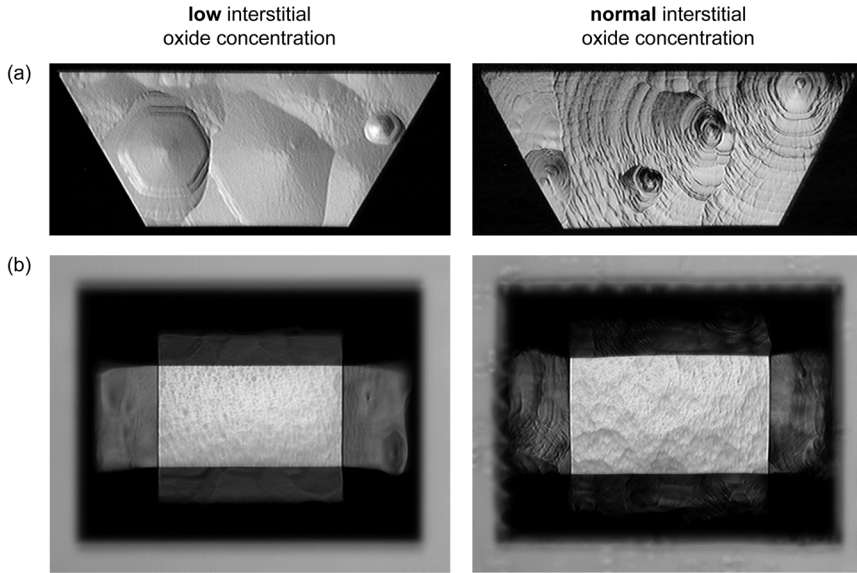 low interstitial
oxide concentration
normal interstitial
oxide concentration
(a)
(b)